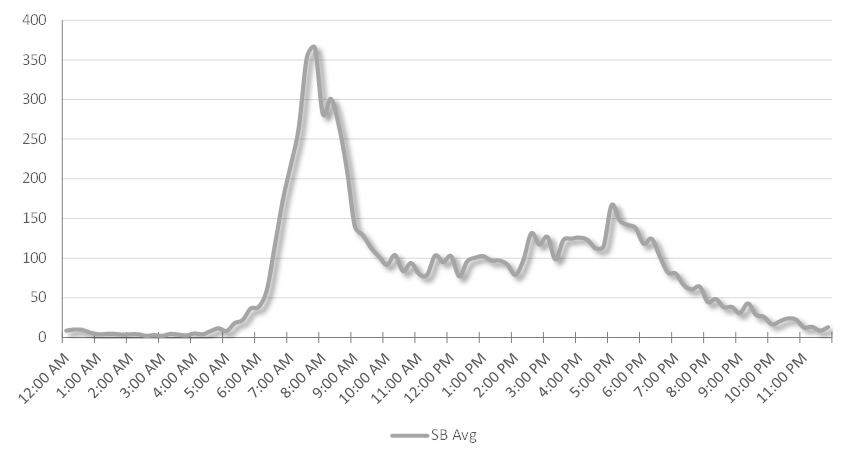 400
350
300
250
200
150
100
50
0
12:00 AM
1:00 AM
2:00 AM
3:00 AM
4:00 AM
5:00 AM
6:00 AM
7:00 AM
8:00 AM
9:00 AM
10:00 AM
11:00 AM
12:00 PM
1:00 PM
2:00 PM
3:00 PM
4:00 PM
5:00 PM
6:00 PM
7:00 PM
8:00 PM
9:00 PM
10:00 PM
11:00 PM
SB Avg